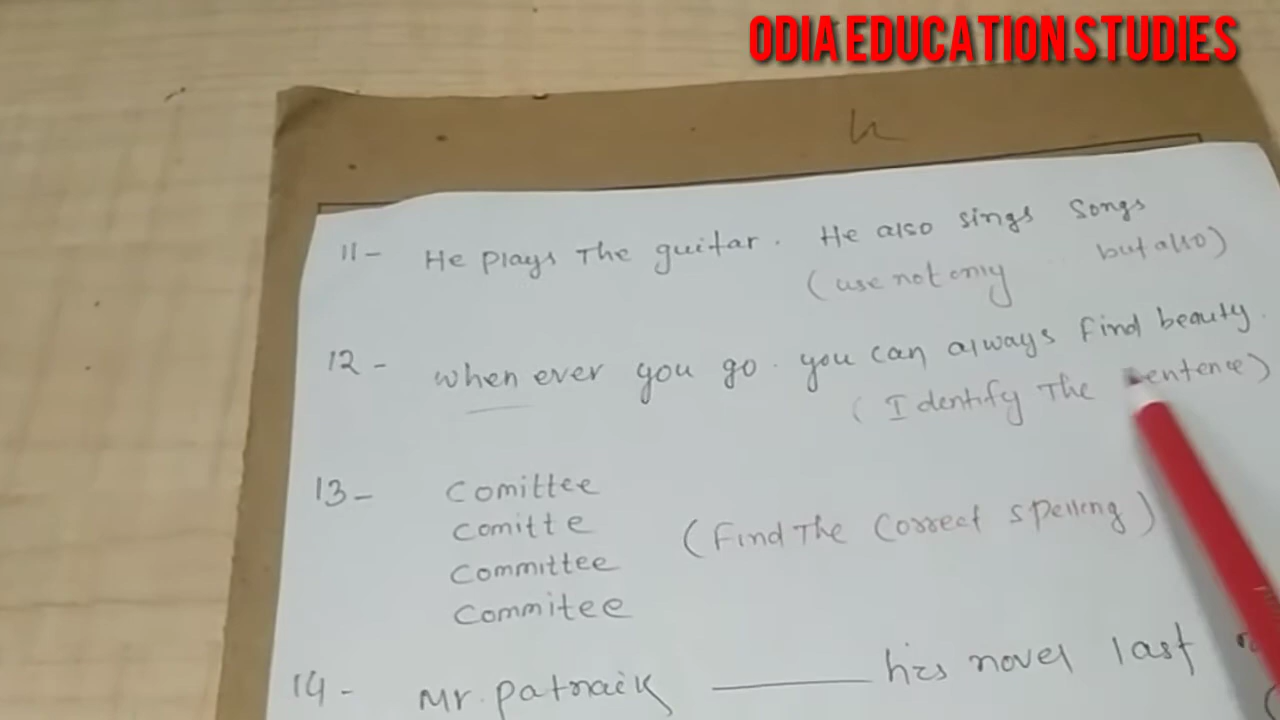 ODIA EDUCATION STUDIES
11- He plays The guitar. He also sings songs
(use not only but also)
12- when ever you go. you can always find beauty.
(Identify The sentence)
13- comittee
comitte
(Find The correct spelling)
committee
commitee
14- Mr. patnaik ______ his novel last